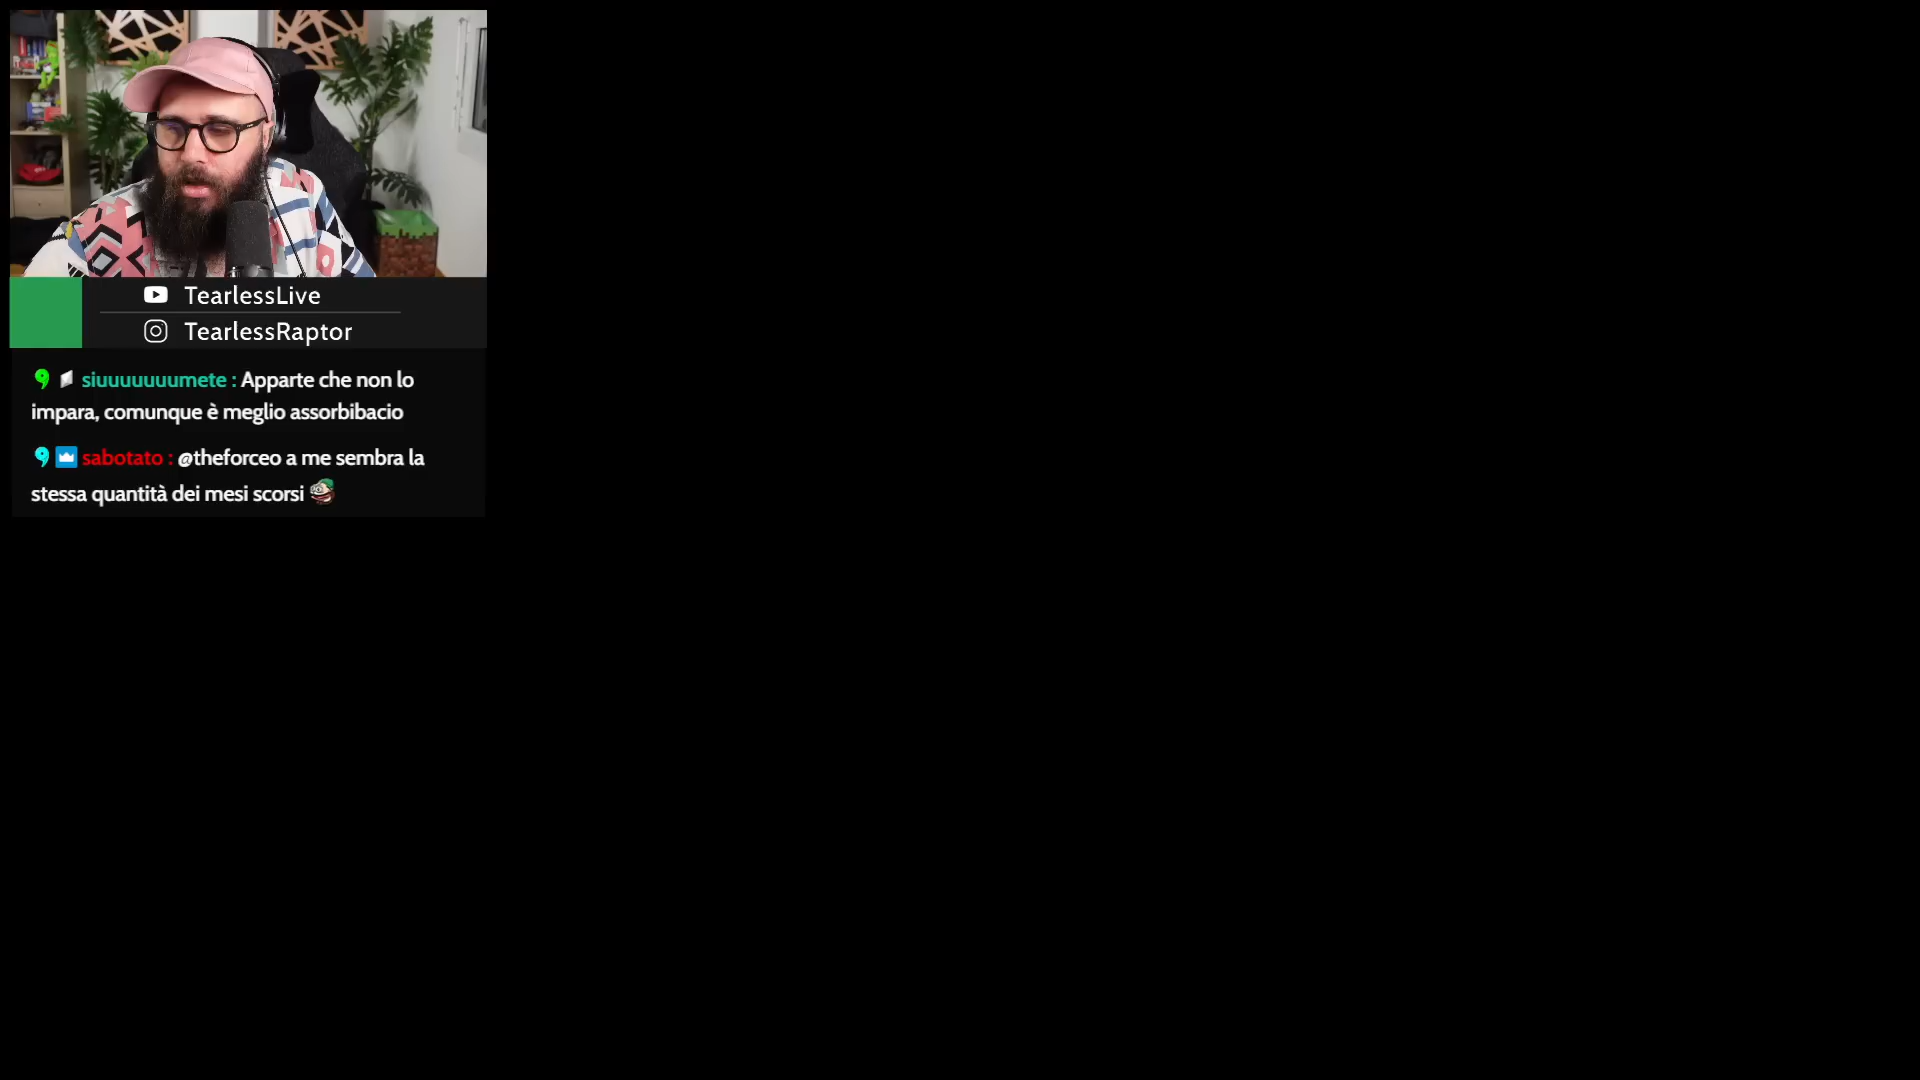 TearlessLive
TearlessRaptor
siuuuuuuumete : Apparte che non lo
impara, comunque è meglio assorbibacio
sabotato : @theforceo a me sembra la
stessa quantità dei mesi scorsi